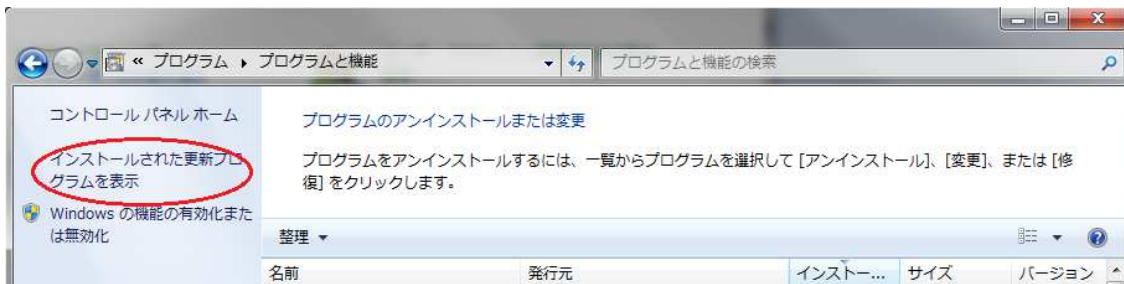 « プログラム ▸ プログラムと機能
プログラムと機能の検索
コントロール パネル ホーム
インストールされた更新プロ
グラムを表示
Windows の機能の有効化また
は無効化
プログラムのアンインストールまたは変更
プログラムをアンインストールするには、一覧からプログラムを選択して [アンインストール]、[変更]、または [修
復] をクリックします。
整理 ▼
名前 発行元 インストー... サイズ バージョン